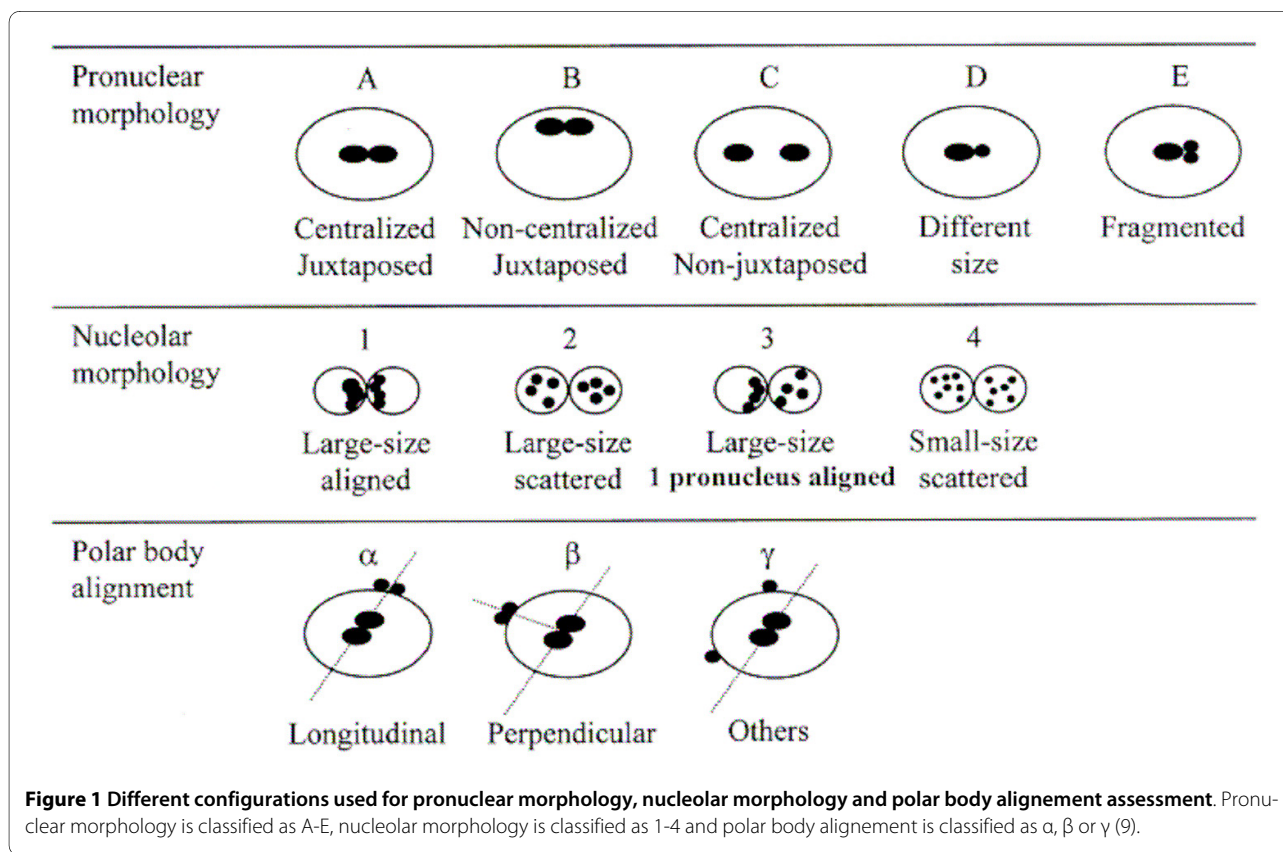 Pronuclear morphology
A B C D E
Centralized Juxtaposed
Non-centralized Juxtaposed
Centralized Non-juxtaposed
Different size
Fragmented
Nucleolar morphology
1 2 3 4
Large-size aligned
Large-size scattered
Large-size 1 pronucleus aligned
Small-size scattered
Polar body alignment
α β γ
Longitudinal
Perpendicular
Others
Figure 1 Different configurations used for pronuclear morphology, nucleolar morphology and polar body alignement assessment. Pronu-
clear morphology is classified as A-E, nucleolar morphology is classified as 1-4 and polar body alignement is classified as α, β or γ (9).